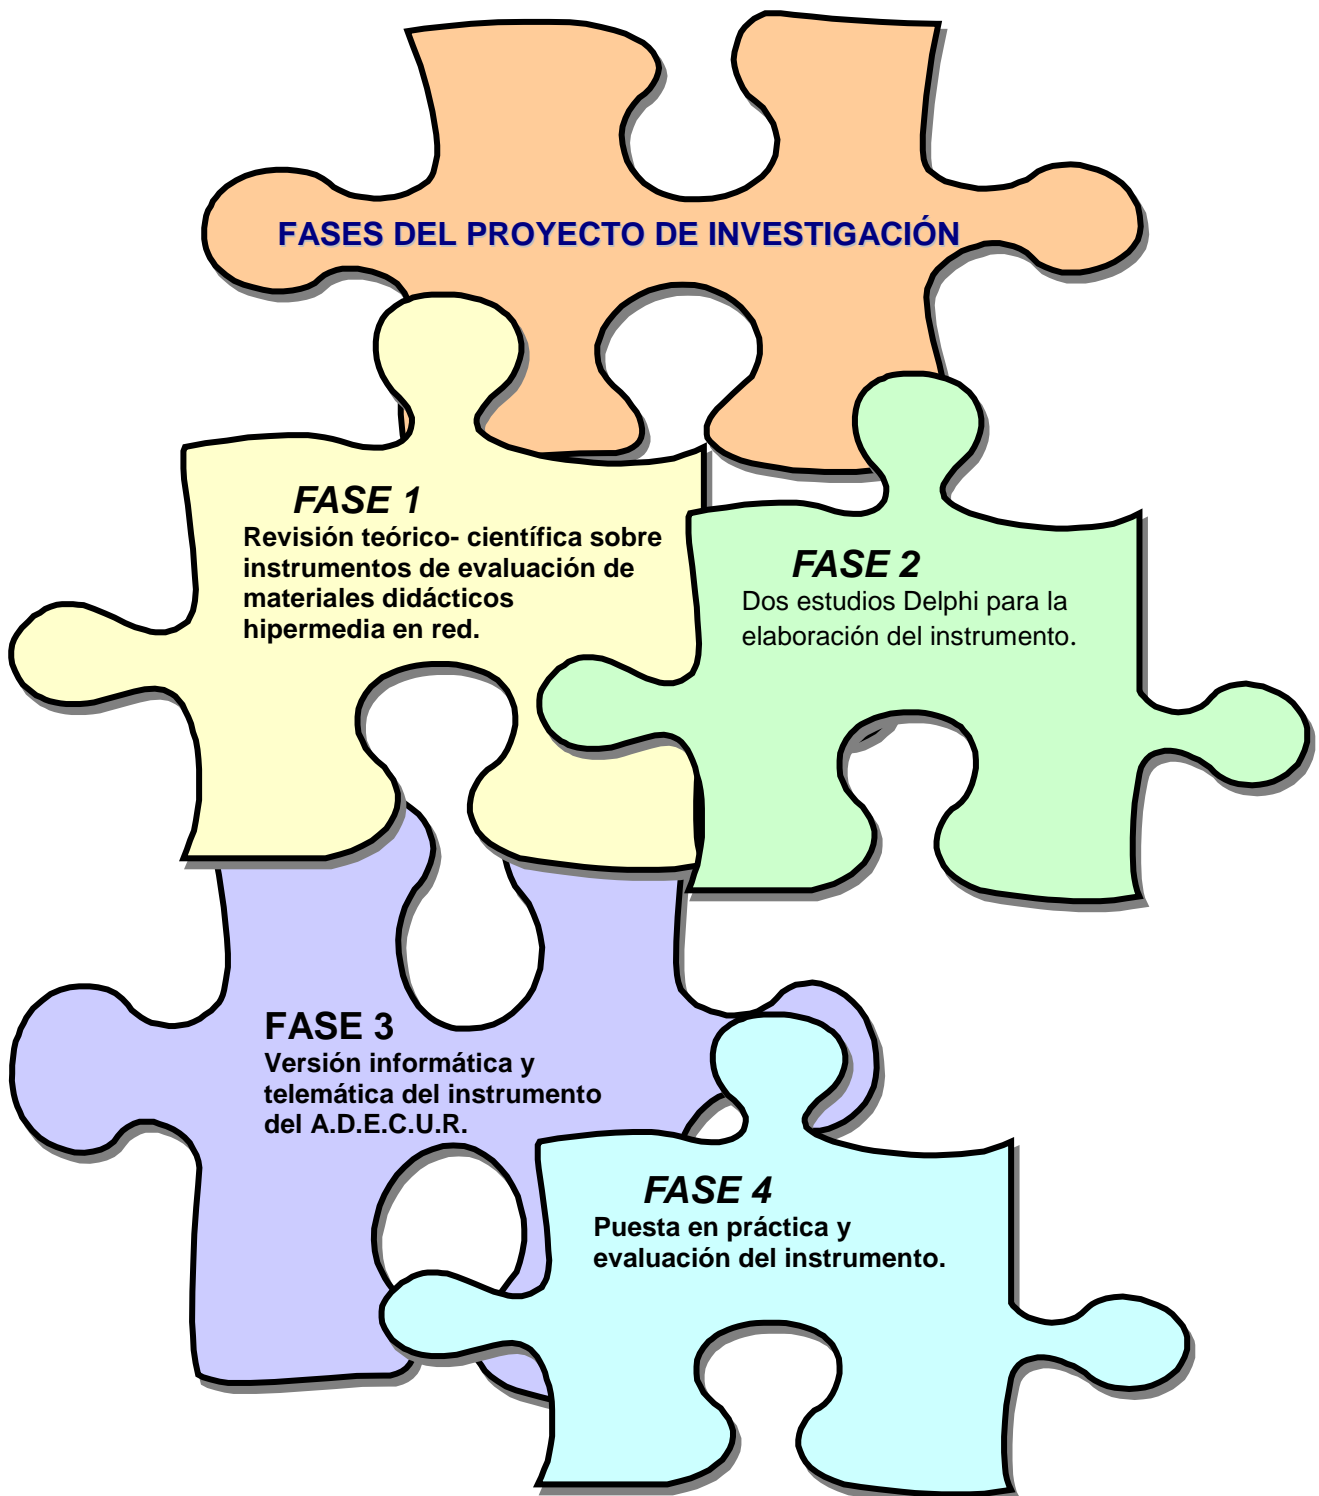 FASES DEL PROYECTO DE INVESTIGACIÓN
FASE 1
Revisión teórico- científica sobre
instrumentos de evaluación de
materiales didácticos
hipermedia en red.
FASE 2
Dos estudios Delphi para la
elaboración del instrumento.
FASE 3
Versión informática y
telemática del instrumento
del A.D.E.C.U.R.
FASE 4
Puesta en práctica y
evaluación del instrumento.